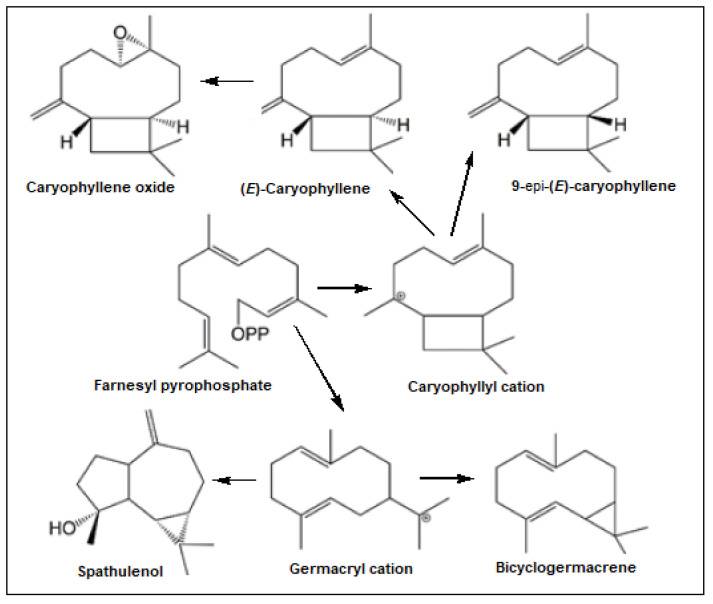 O
H
H
H
H
H
H
Caryophyllene oxide
(E)-Caryophyllene
9-epi-(E)-caryophyllene
⊕
OPP
Farnesyl pyrophosphate
Caryophyllyl cation
HO
⊕
Spathulenol
Germacryl cation
Bicyclogermacrene